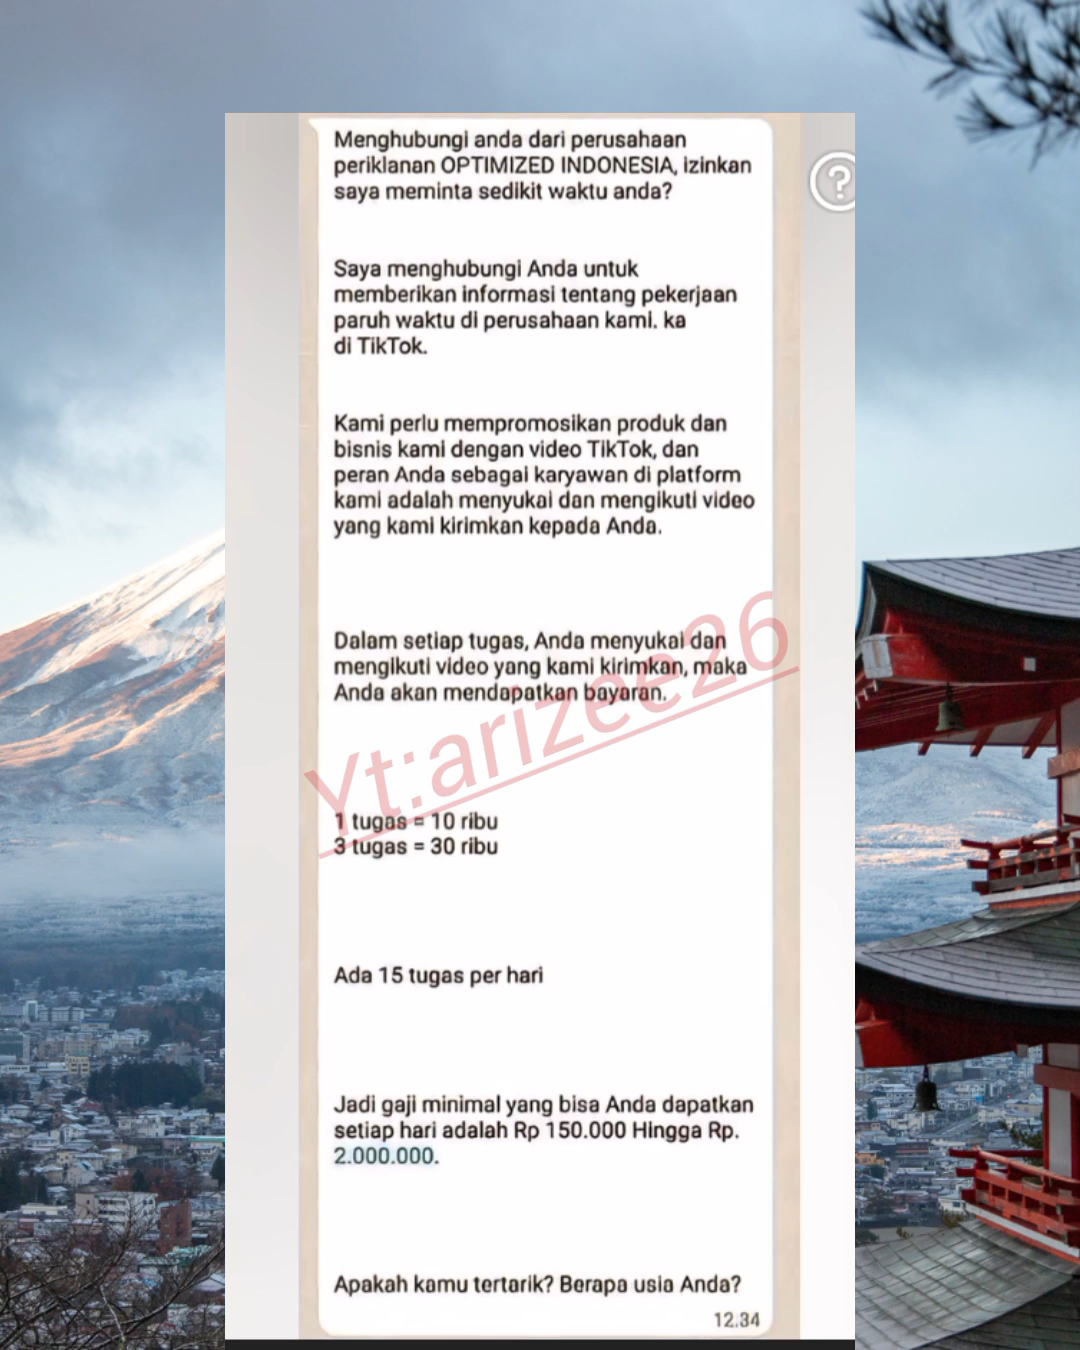 Menghubungi anda dari perusahaan
periklanan OPTIMIZED INDONESIA, izinkan
saya meminta sedikit waktu anda?
Saya menghubungi Anda untuk
memberikan informasi tentang pekerjaan
paruh waktu di perusahaan kami. ka
di TikTok.
Kami perlu mempromosikan produk dan
bisnis kami dengan video TikTok, dan
peran Anda sebagai karyawan di platform
kami adalah menyukai dan mengikuti video
yang kami kirimkan kepada Anda.
Dalam setiap tugas, Anda menyukai dan
mengikuti video yang kami kirimkan, maka
Anda akan mendapatkan bayaran.
Yt:arizee26
1 tugas = 10 ribu
3 tugas = 30 ribu
Ada 15 tugas per hari
Jadi gaji minimal yang bisa Anda dapatkan
setiap hari adalah Rp 150.000 Hingga Rp.
2.000.000.
Apakah kamu tertarik? Berapa usia Anda?
12.34
?